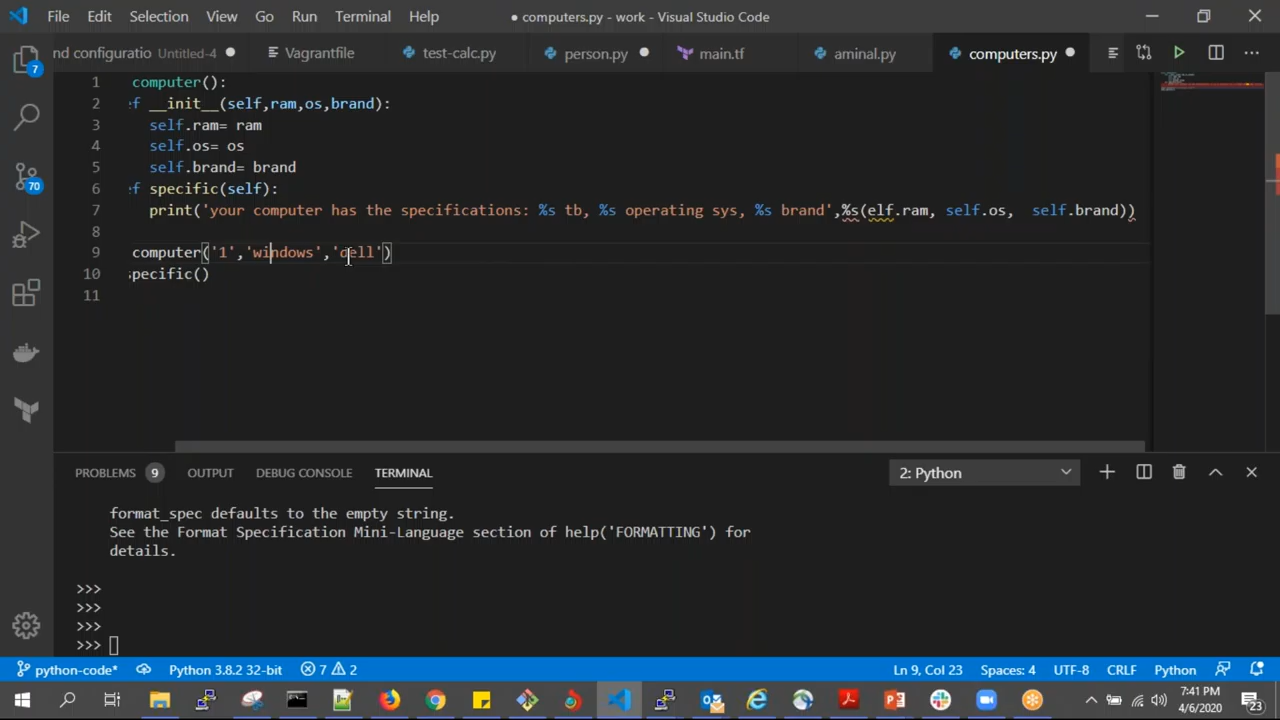 File Edit Selection View Go Run Terminal Help
● computers.py - work - Visual Studio Code
nd configuratio Untitled-4 ● Vagrantfile test-calc.py person.py ● main.tf aminal.py computers.py ●
1 computer():
2 ef __init__(self,ram,os,brand):
3 self.ram= ram
4 self.os= os
5 self.brand= brand
6 ef specific(self):
7 print('your computer has the specifications: %s tb, %s operating sys, %s brand',%s(elf.ram, self.os,  self.brand))
8
9 computer('1','windows','dell')
10 specific()
11
PROBLEMS 9 OUTPUT DEBUG CONSOLE TERMINAL 2: Python
format_spec defaults to the empty string.
See the Format Specification Mini-Language section of help('FORMATTING') for
details.
>>>
>>>
>>>
>>>
7
70
python-code* Python 3.8.2 32-bit 7 2 Ln 9, Col 23 Spaces: 4 UTF-8 CRLF Python
7:41 PM
4/6/2020
23